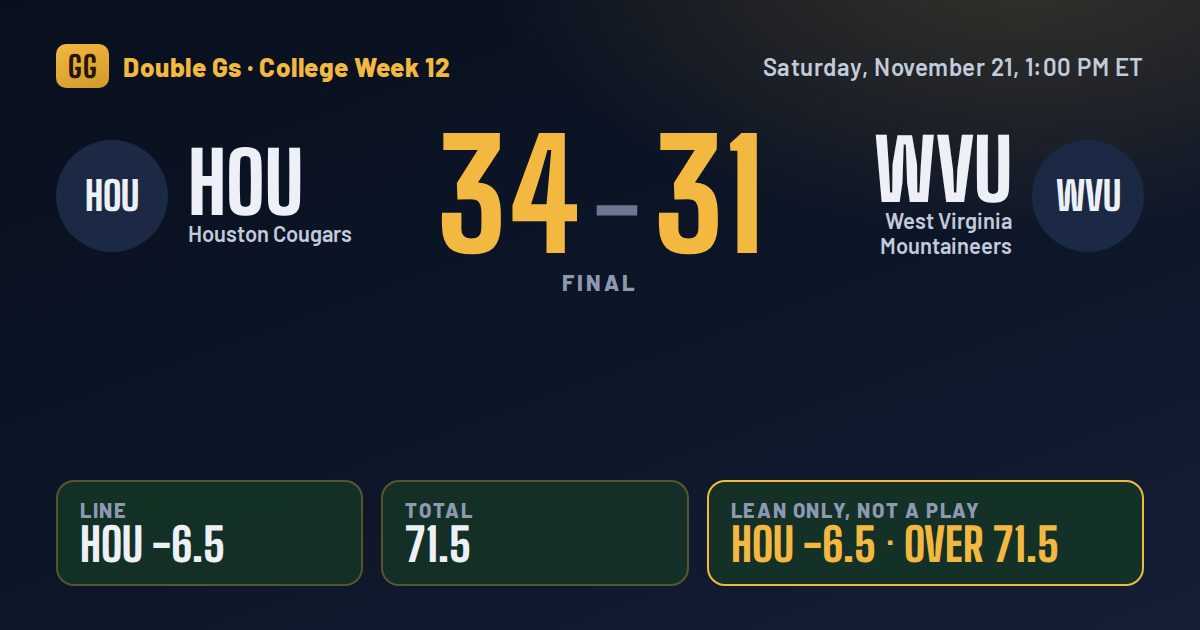 GG Double Gs · College Week 12
Saturday, November 21, 1:00 PM ET
HOU
HOU
Houston Cougars
34 – 31
FINAL
WVU
West Virginia
Mountaineers
WVU
LINE
HOU −6.5
TOTAL
71.5
LEAN ONLY, NOT A PLAY
HOU −6.5 · OVER 71.5